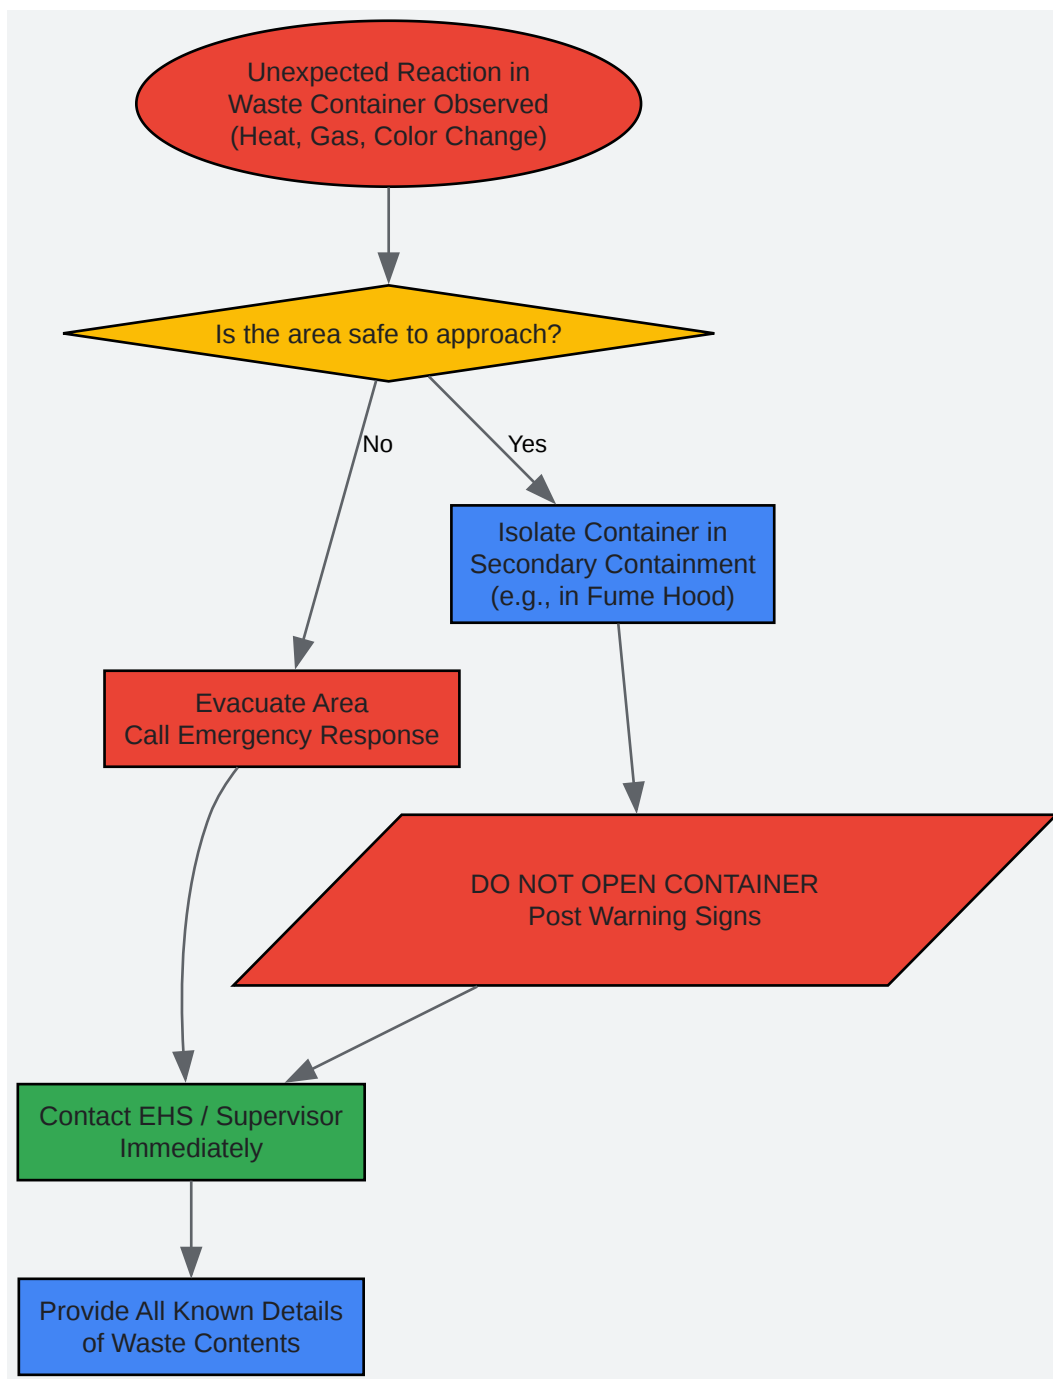 Unexpected Reaction in
Waste Container Observed
(Heat, Gas, Color Change)
Is the area safe to approach?
No
Yes
Isolate Container in
Secondary Containment
(e.g., in Fume Hood)
Evacuate Area
Call Emergency Response
DO NOT OPEN CONTAINER
Post Warning Signs
Contact EHS / Supervisor
Immediately
Provide All Known Details
of Waste Contents